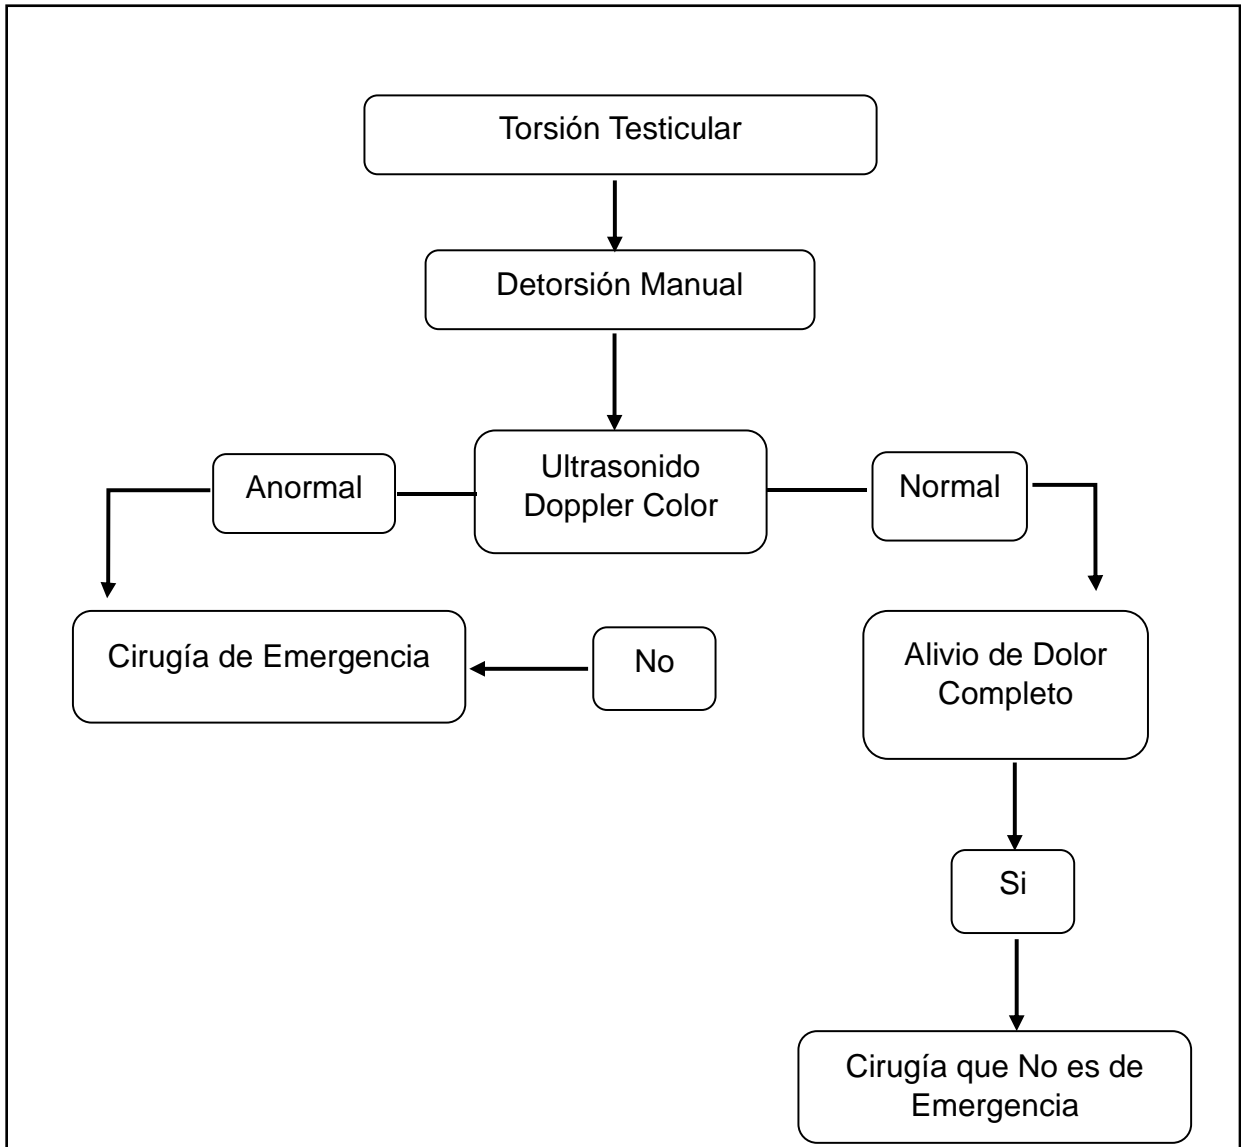 Torsión Testicular
Detorsión Manual
Ultrasonido
Doppler Color
Anormal
Normal
Cirugía de Emergencia
No
Alivio de Dolor
Completo
Si
Cirugía que No es de
Emergencia